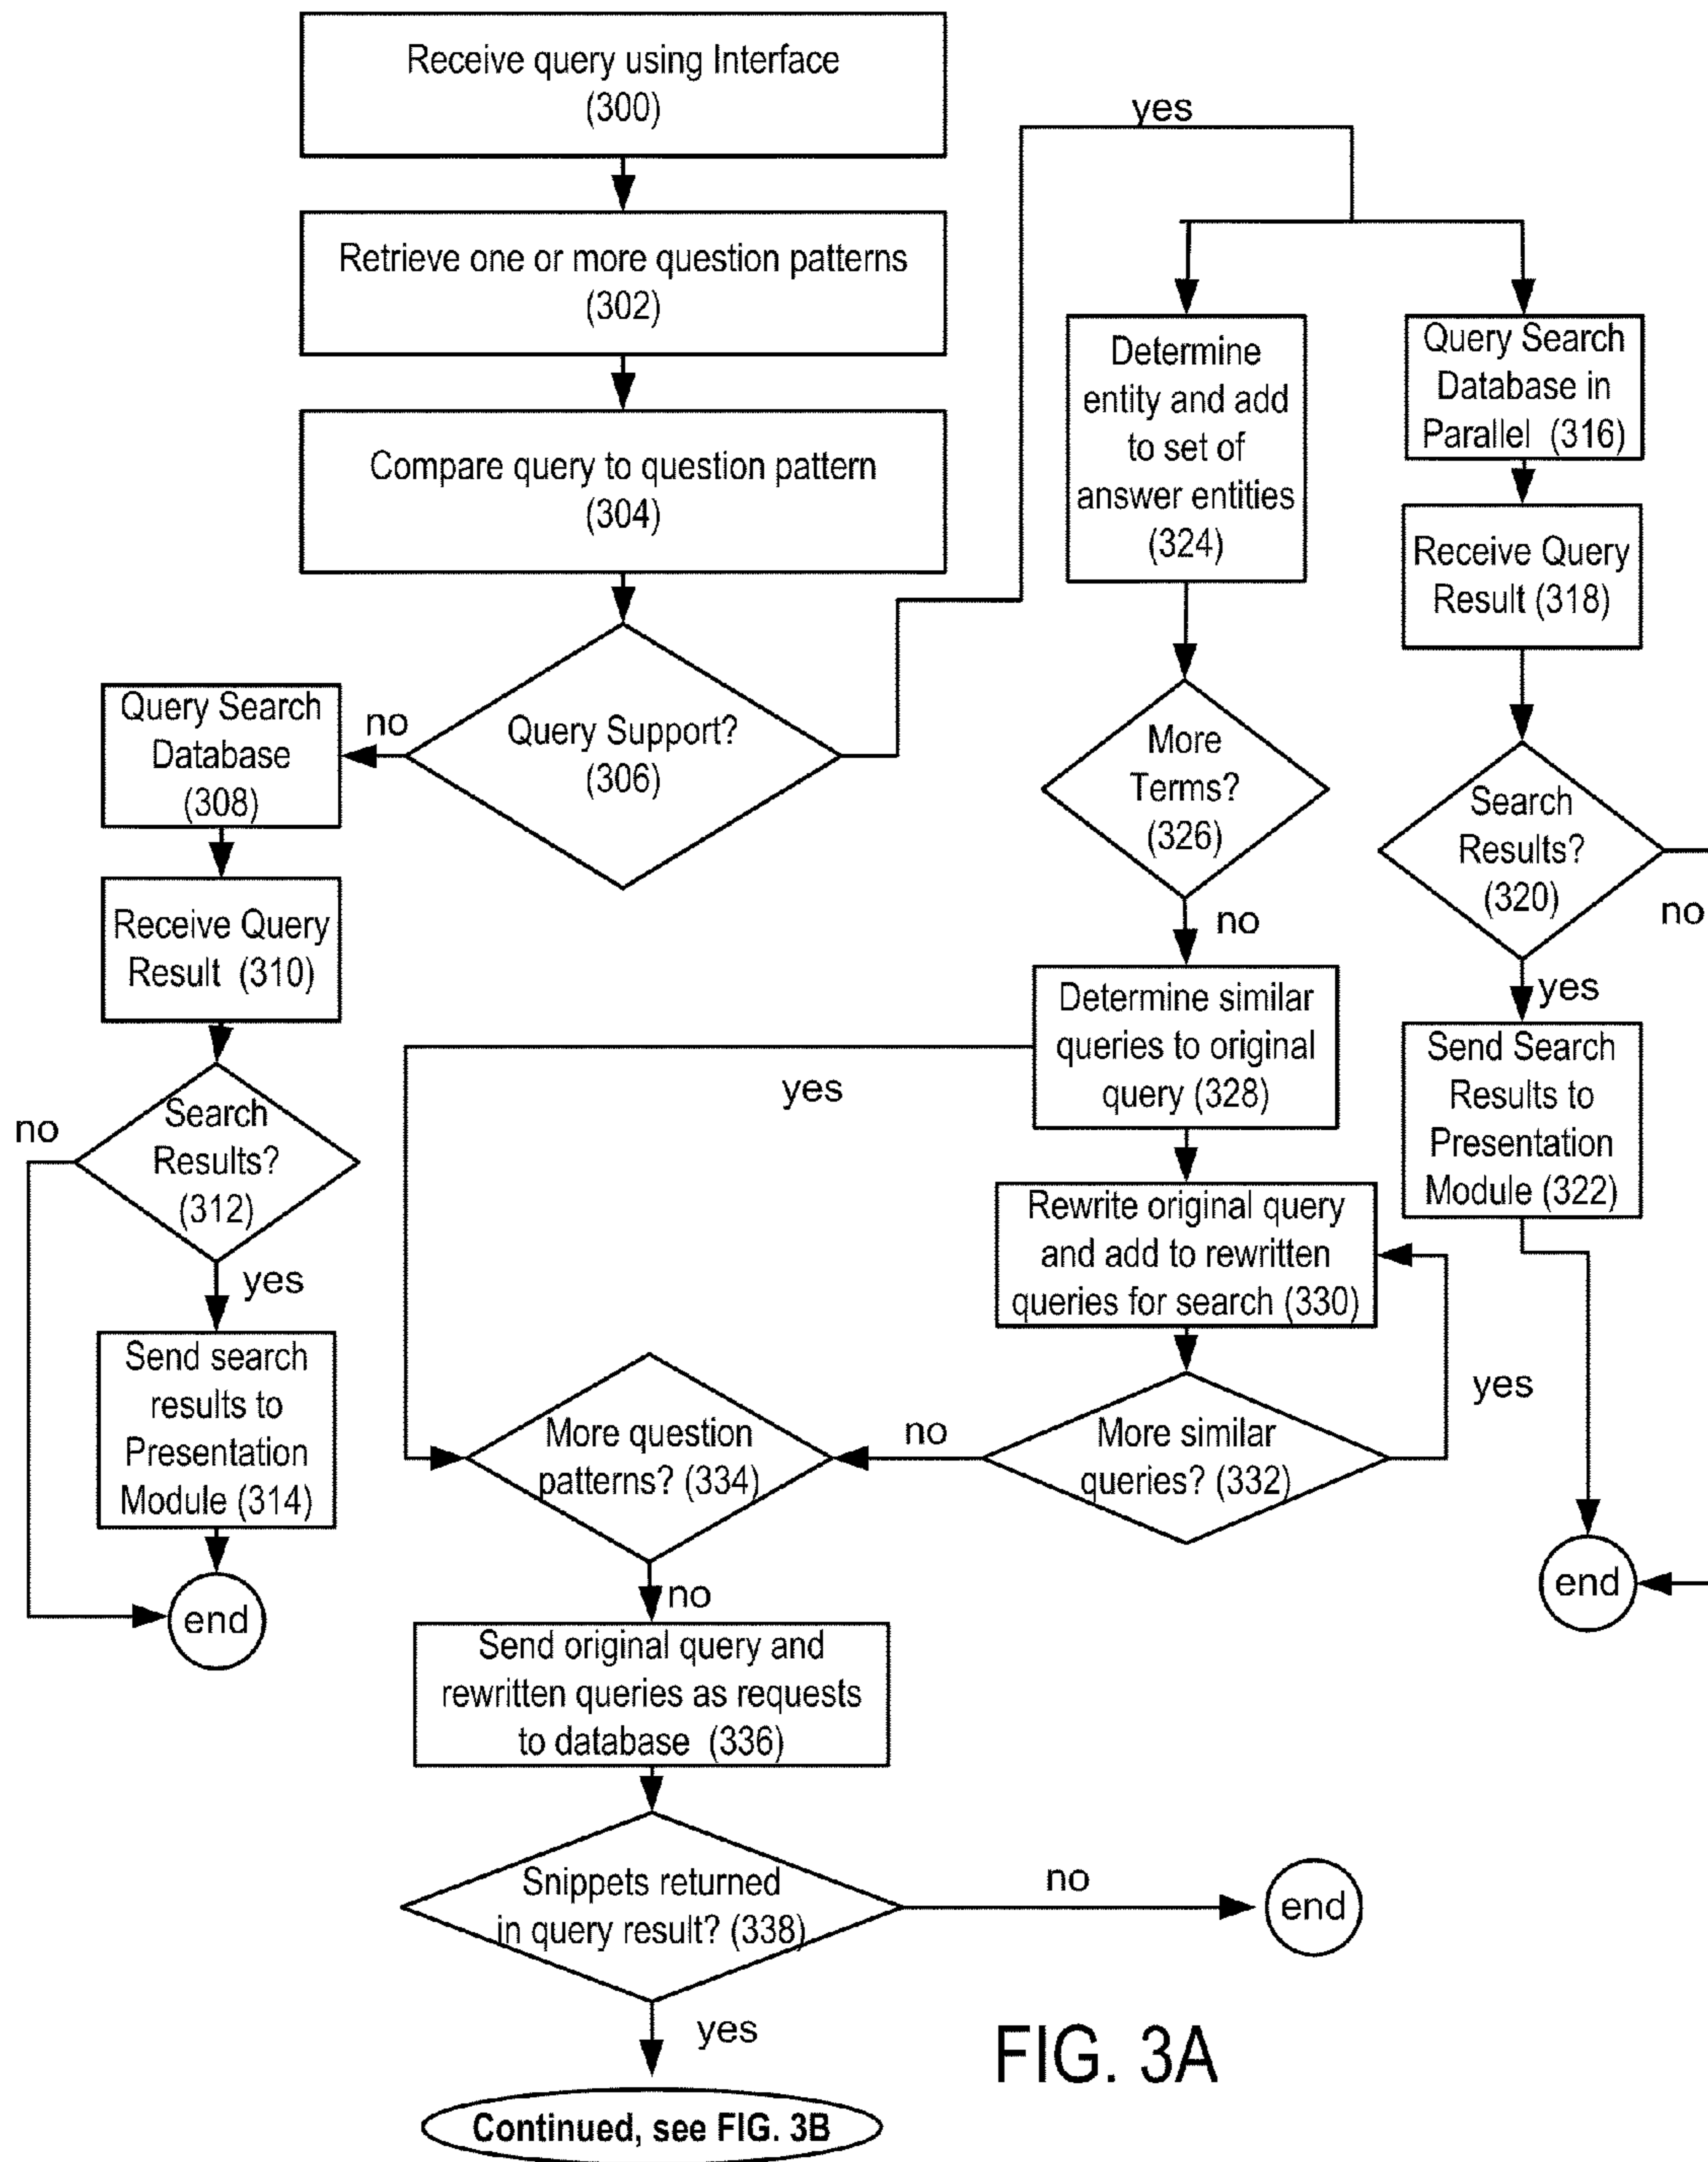 Receive query using Interface
(300)
Retrieve one or more question patterns
(302)
Compare query to question pattern
(304)
Query Support?
(306)
no
yes
Query Search
Database
(308)
Receive Query
Result (310)
Search
Results?
(312)
no
yes
Send search
results to
Presentation
Module (314)
end
Determine
entity and add
to set of
answer entities
(324)
More
Terms?
(326)
no
Determine similar
queries to original
query (328)
yes
Rewrite original query
and add to rewritten
queries for search (330)
More similar
queries? (332)
yes
no
More question
patterns? (334)
no
Send original query and
rewritten queries as requests
to database (336)
Snippets returned
in query result? (338)
no
end
yes
Continued, see FIG. 3B
Query Search
Database in
Parallel (316)
Receive Query
Result (318)
Search
Results?
(320)
no
yes
Send Search
Results to
Presentation
Module (322)
end
FIG. 3A